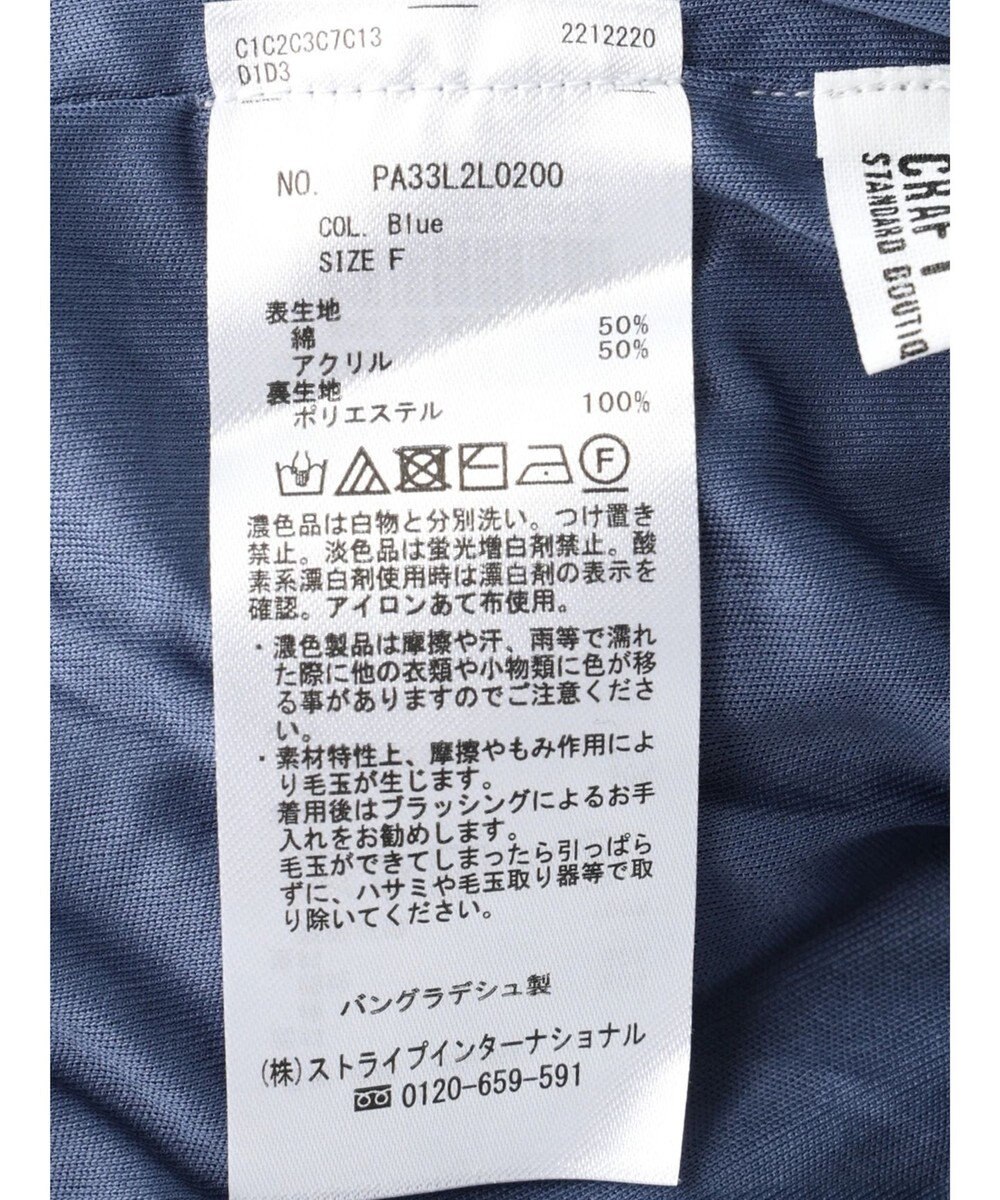 C1C2C3C7C13 2212220
D1D3
NO. PA33L2L0200
COL. Blue
SIZE F
表生地
綿 50%
アクリル 50%
裏生地
ポリエステル 100%
F
濃色品は白物と分別洗い。つけ置き
禁止。淡色品は蛍光増白剤禁止。酸
素系漂白剤使用時は漂白剤の表示を
確認。アイロンあて布使用。
・濃色製品は摩擦や汗、雨等で濡れ
た際に他の衣類や小物類に色が移
る事がありますのでご注意くださ
い。
・素材特性上、摩擦やもみ作用によ
り毛玉が生じます。
着用後はブラッシングによるお手
入れをお勧めします。
毛玉ができてしまったら引っぱら
ずに、ハサミや毛玉取り器等で取
り除いてください。
バングラデシュ製
(株)ストライプインターナショナル
0120-659-591
CRAFT
STANDARD BOUTIQ